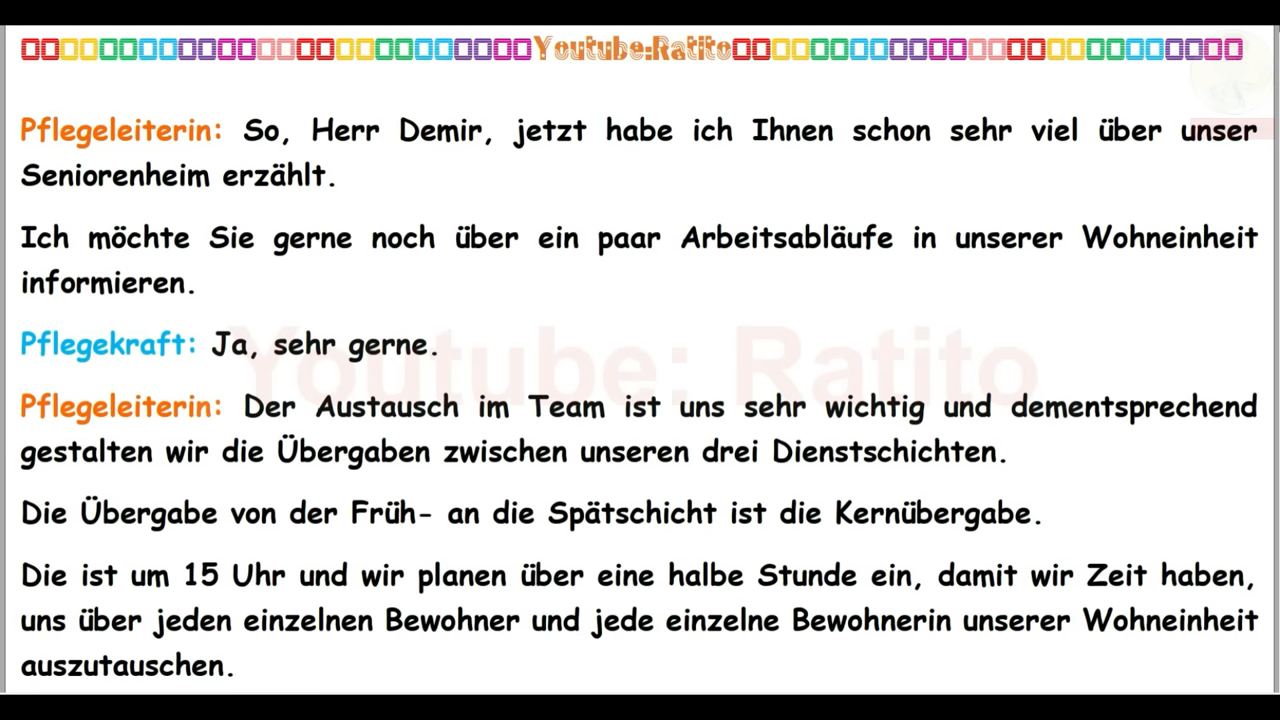 Youtube:Ratito
Pflegeleiterin: So, Herr Demir, jetzt habe ich Ihnen schon sehr viel über unser
Seniorenheim erzählt.
Ich möchte Sie gerne noch über ein paar Arbeitsabläufe in unserer Wohneinheit
informieren.
Pflegekraft: Ja, sehr gerne.
Youtube: Ratito
Pflegeleiterin: Der Austausch im Team ist uns sehr wichtig und dementsprechend
gestalten wir die Übergaben zwischen unseren drei Dienstschichten.
Die Übergabe von der Früh- an die Spätschicht ist die Kernübergabe.
Die ist um 15 Uhr und wir planen über eine halbe Stunde ein, damit wir Zeit haben,
uns über jeden einzelnen Bewohner und jede einzelne Bewohnerin unserer Wohneinheit
auszutauschen.